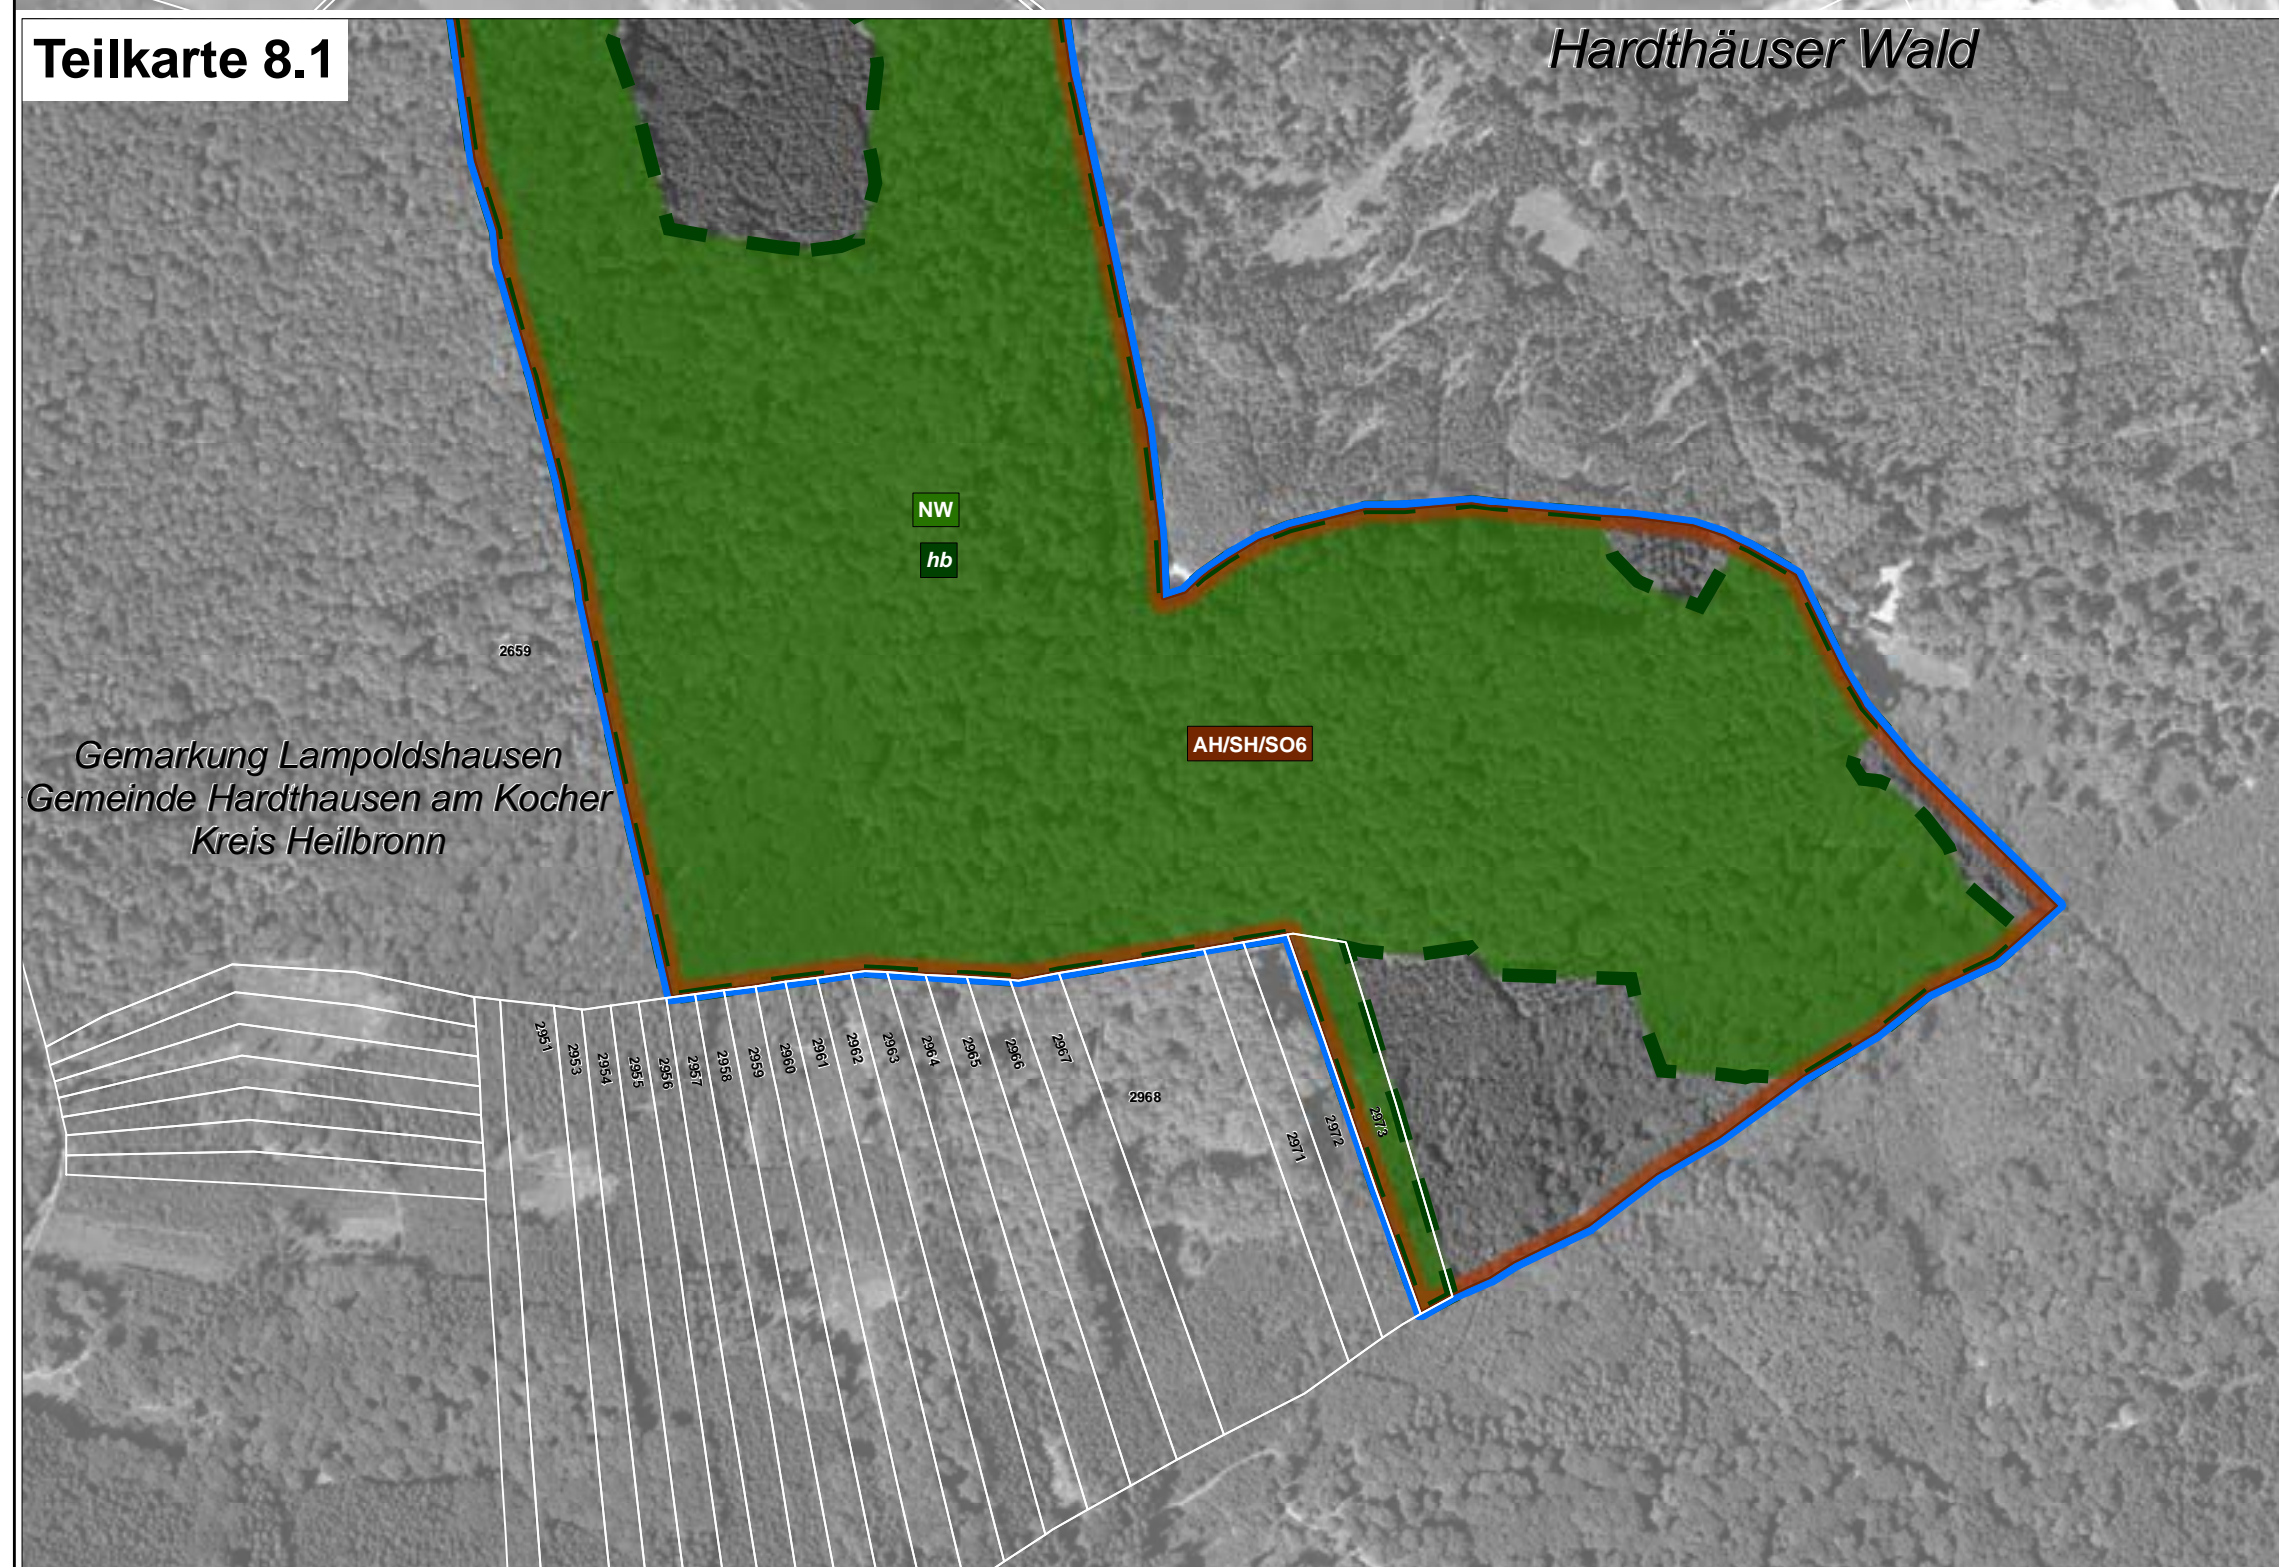 Teilkarte 8.1
Hardthäuser Wald
NW
hb
2659
AH/SH/SO6
Gemarkung Lampoldshausen
Gemeinde Hardthausen am Kocher
Kreis Heilbronn
2951
2953
2954
2955
2956
2957
2958
2959
2960
2961
2962
2963
2964
2965
2966
2967
2968
2971
2972
2973